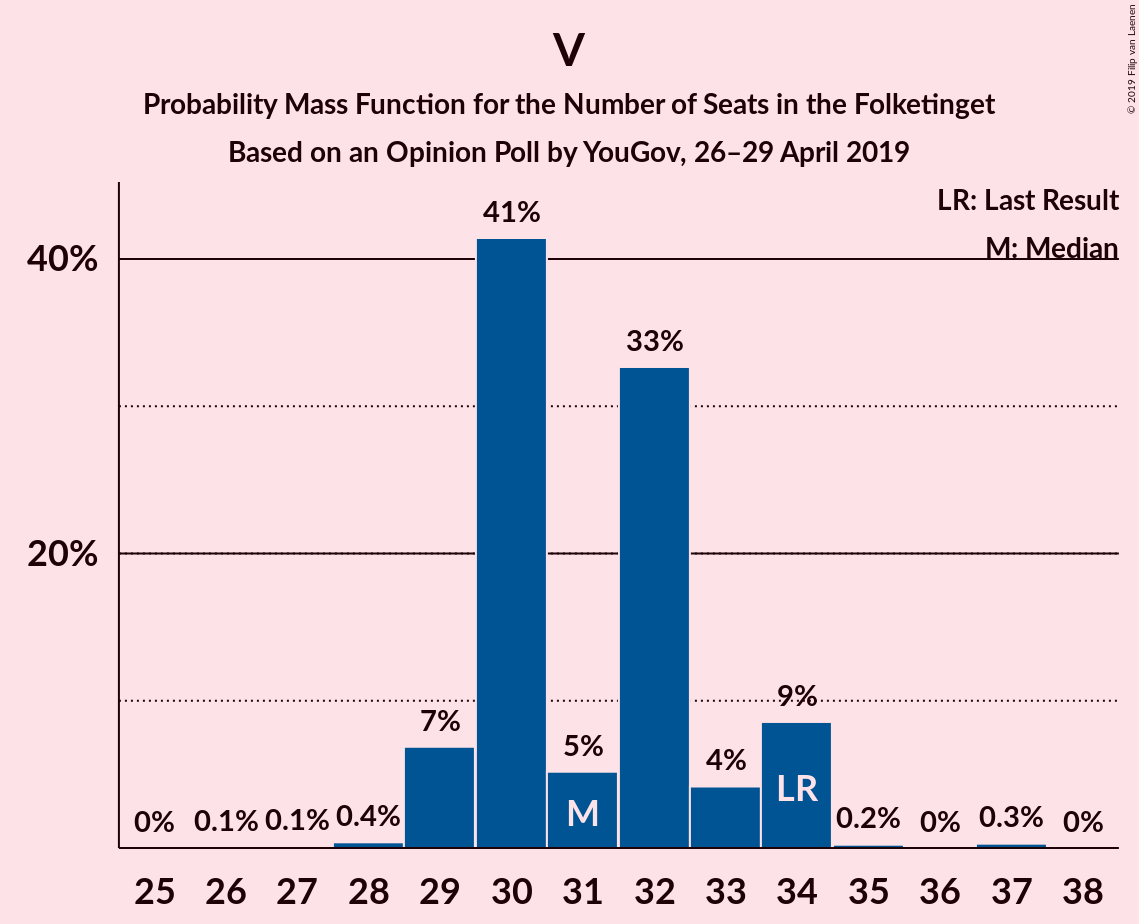 V
Probability Mass Function for the Number of Seats in the Folketinget
Based on an Opinion Poll by YouGov, 26–29 April 2019
© 2019 Filip van Laenen
LR: Last Result
M: Median
40%
20%
0%
0.1%
0.1%
0.4%
7%
41%
5%
33%
4%
9%
0.2%
0%
0.3%
0%
M
LR
25 26 27 28 29 30 31 32 33 34 35 36 37 38